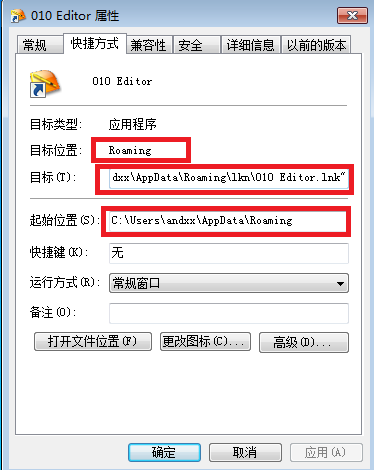 010 Editor 属性
常规 快捷方式 兼容性 安全 详细信息 以前的版本
010 Editor
目标类型: 应用程序
目标位置: Roaming
目标(T): dxx\AppData\Roaming\lkn\010 Editor.lnk"
起始位置(S): C:\Users\andxx\AppData\Roaming
快捷键(K): 无
运行方式(R): 常规窗口
备注(O):
打开文件位置(F) 更改图标(C)... 高级(D)...
确定 取消 应用(A)